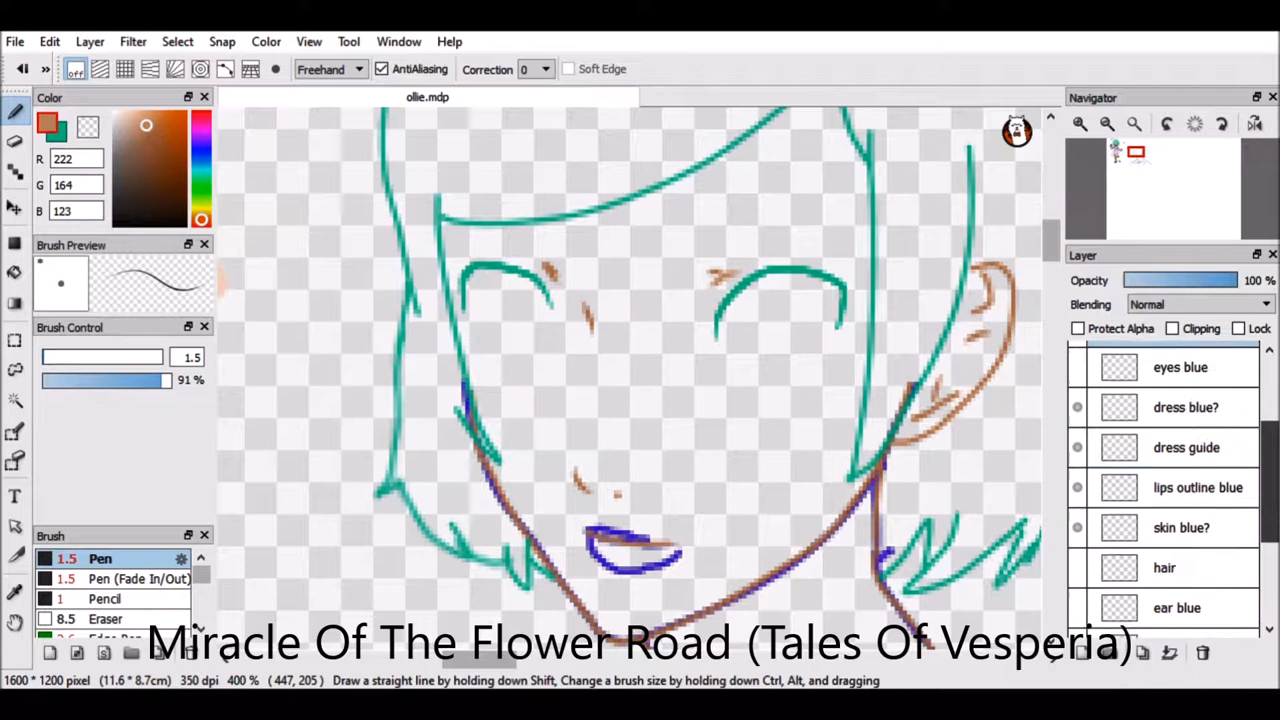 File Edit Layer Filter Select Snap Color View Tool Window Help
Freehand AntiAliasing Correction 0 Soft Edge
Color
ollie.mdp
Navigator
R 222
G 164
B 123
Brush Preview
Layer
Opacity 100 %
Blending Normal
Protect Alpha Clipping Lock
Brush Control
1.5
91 %
eyes blue
dress blue?
dress guide
lips outline blue
skin blue?
hair
ear blue
Brush
1.5 Pen
1.5 Pen (Fade In/Out)
1 Pencil
8.5 Eraser
Miracle Of The Flower Road (Tales Of Vesperia)
1600 * 1200 pixel (11.6 * 8.7cm) 350 dpi 400 % ( 447, 205 ) Draw a straight line by holding down Shift, Change a brush size by holding down Ctrl, Alt, and dragging